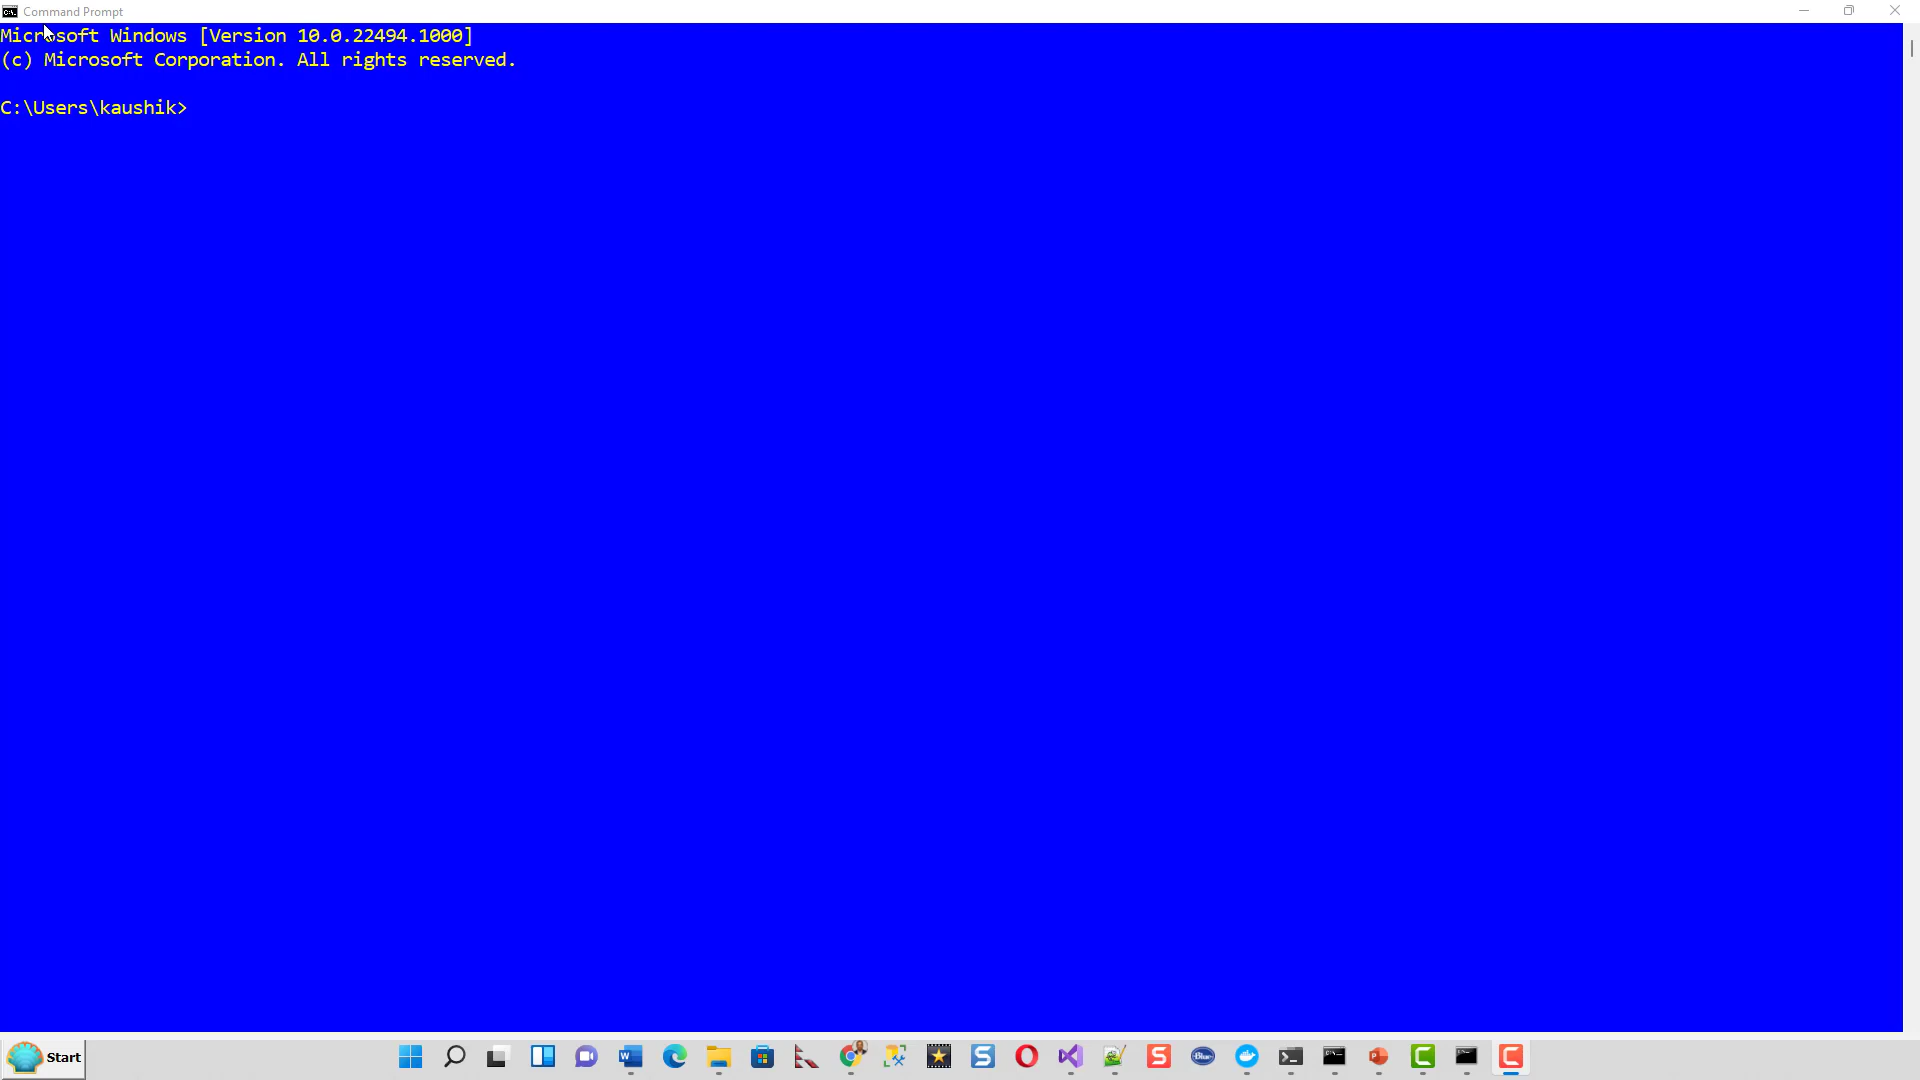 Command Prompt
Microsoft Windows [Version 10.0.22494.1000]
(c) Microsoft Corporation. All rights reserved.
C:\Users\kaushik>
Start